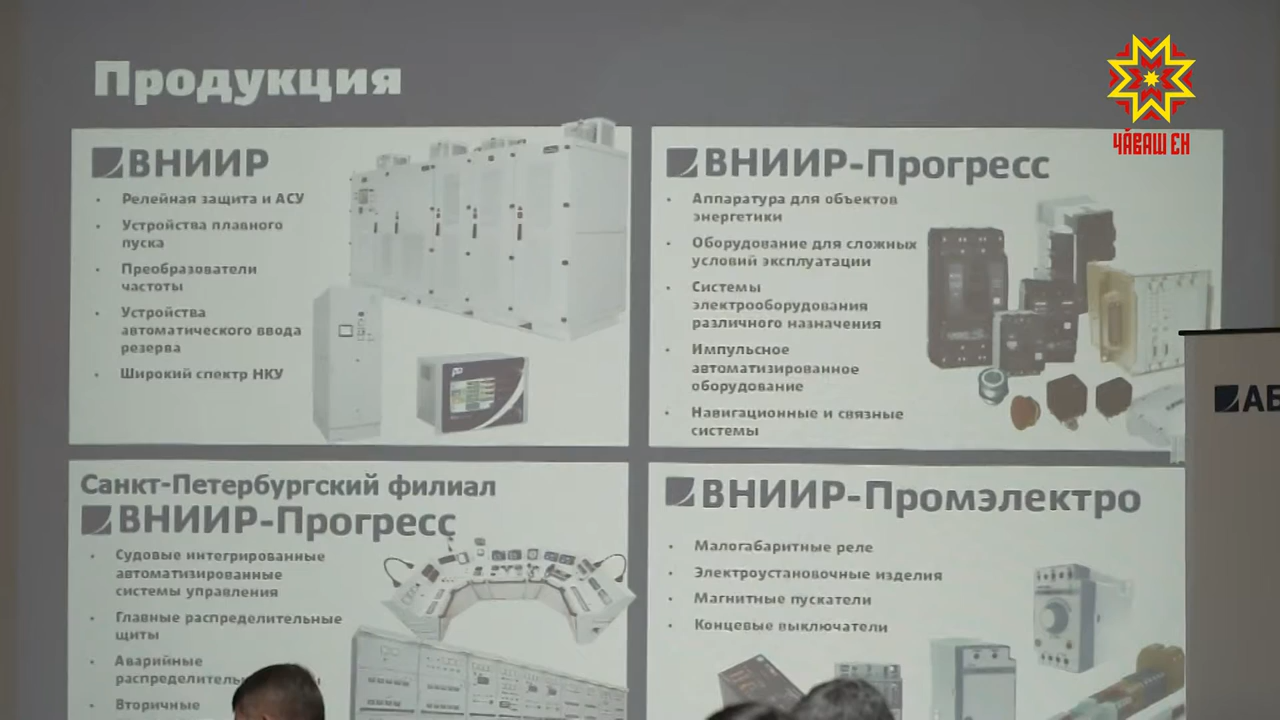 Продукция
ЧӐВАШ ЕН
ВНИИР
• Релейная защита и АСУ
• Устройства плавного
пуска
• Преобразователи
частоты
• Устройства
автоматического ввода
резерва
• Широкий спектр НКУ
ВНИИР-Прогресс
• Аппаратура для объектов
энергетики
• Оборудование для сложных
условий эксплуатации
• Системы
электрооборудования
различного назначения
• Импульсное
автоматизированное
оборудование
• Навигационные и связные
системы
Санкт-Петербургский филиал
ВНИИР-Прогресс
• Судовые интегрированные
автоматизированные
системы управления
• Главные распределительные
щиты
• Аварийные
• Вторичные
ВНИИР-Промэлектро
• Малогабаритные реле
• Электроустановочные изделия
• Магнитные пускатели
• Концевые выключатели